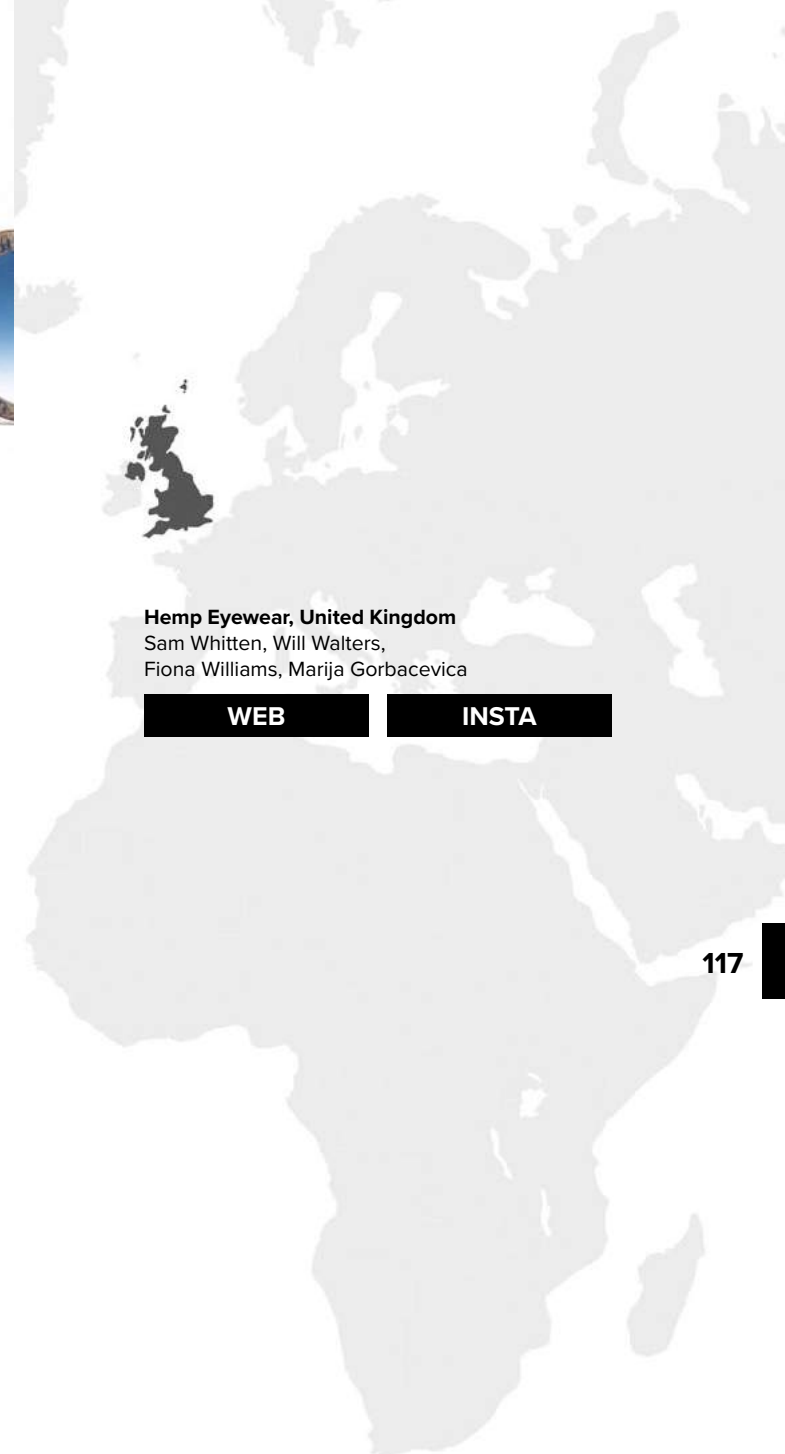 Hemp Eyewear, United Kingdom
Sam Whitten, Will Walters,
Fiona Williams, Marija Gorbacevica
WEB INSTA
117